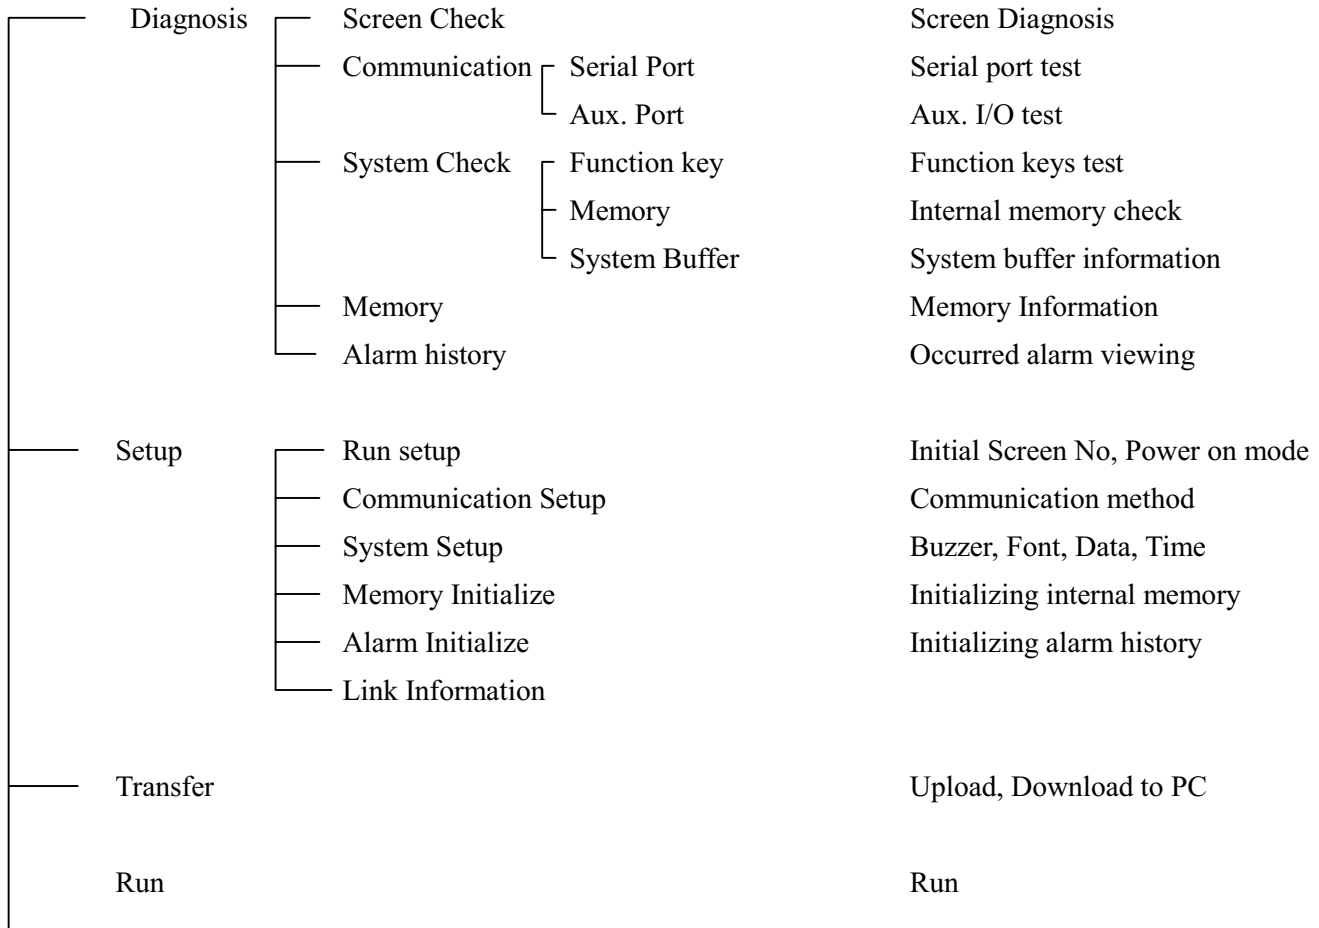 Diagnosis Screen Check Screen Diagnosis
Communication Serial Port Serial port test
Aux. Port Aux. I/O test
System Check Function key Function keys test
Memory Internal memory check
System Buffer System buffer information
Memory Memory Information
Alarm history Occurred alarm viewing
Setup Run setup Initial Screen No, Power on mode
Communication Setup Communication method
System Setup Buzzer, Font, Data, Time
Memory Initialize Initializing internal memory
Alarm Initialize Initializing alarm history
Link Information
Transfer Upload, Download to PC
Run Run